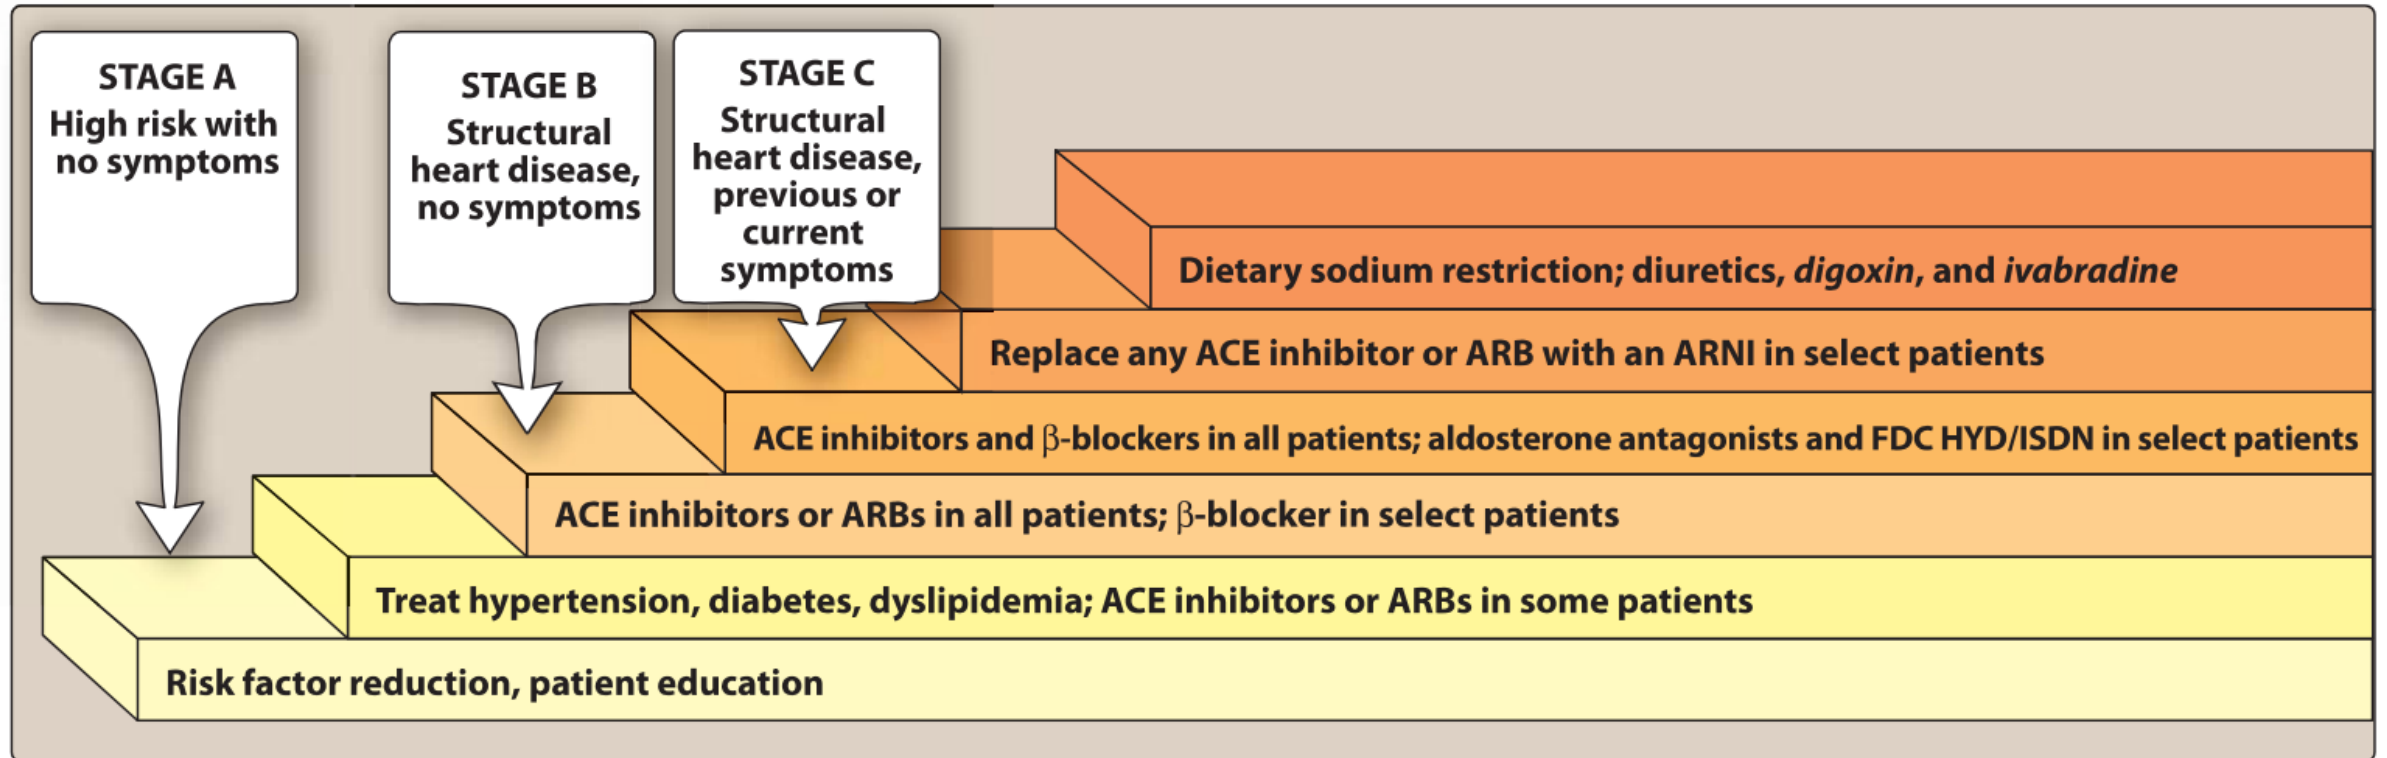 STAGE A
High risk with
no symptoms
STAGE B
Structural
heart disease,
no symptoms
STAGE C
Structural
heart disease,
previous or
current
symptoms
Dietary sodium restriction; diuretics, digoxin, and ivabradine
Replace any ACE inhibitor or ARB with an ARNI in select patients
ACE inhibitors and β-blockers in all patients; aldosterone antagonists and FDC HYD/ISDN in select patients
ACE inhibitors or ARBs in all patients; β-blocker in select patients
Treat hypertension, diabetes, dyslipidemia; ACE inhibitors or ARBs in some patients
Risk factor reduction, patient education